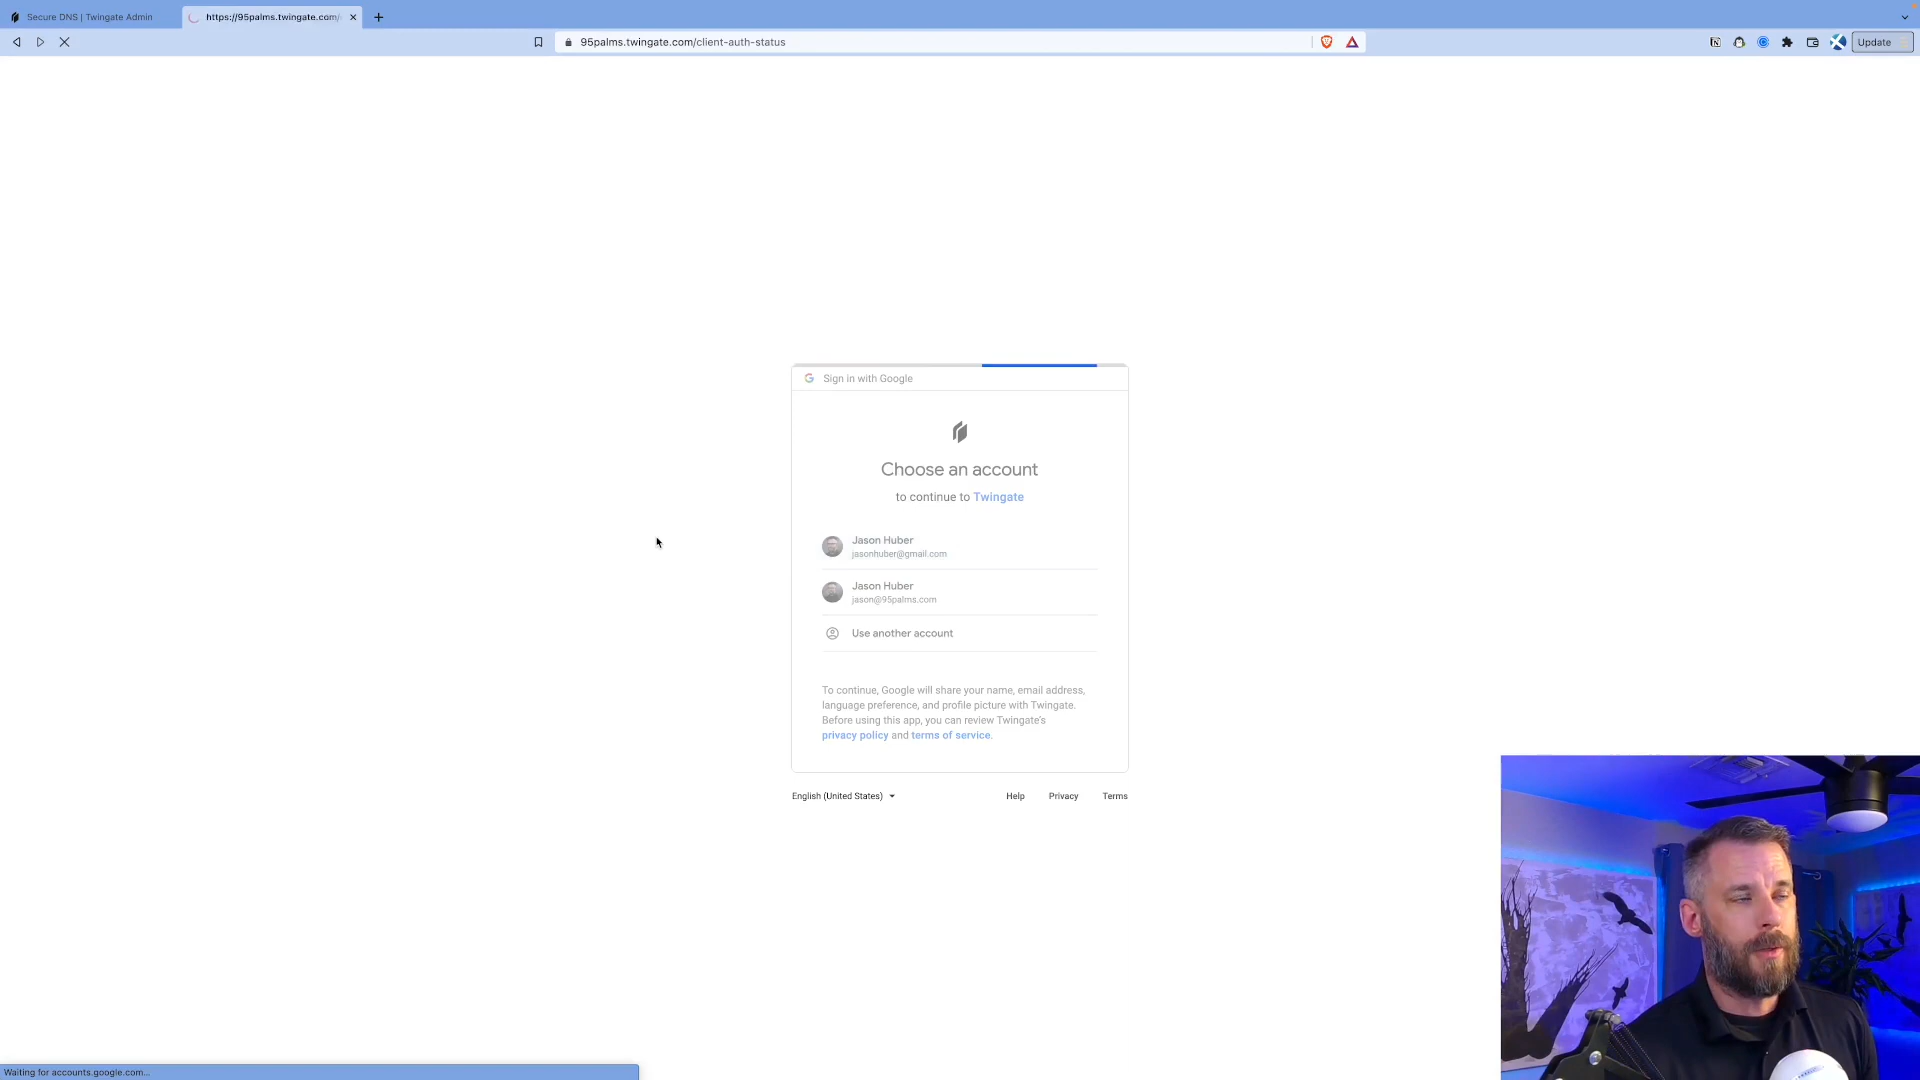 Secure DNS | Twingate Admin
https://95palms.twingate.com/
95palms.twingate.com/client-auth-status
Update
Sign in with Google
Choose an account
to continue to Twingate
Jason Huber
jasonhuber@gmail.com
Jason Huber
jason@95palms.com
Use another account
To continue, Google will share your name, email address,
language preference, and profile picture with Twingate.
Before using this app, you can review Twingate's
privacy policy and terms of service.
English (United States)
Help
Privacy
Terms
Waiting for accounts.google.com...